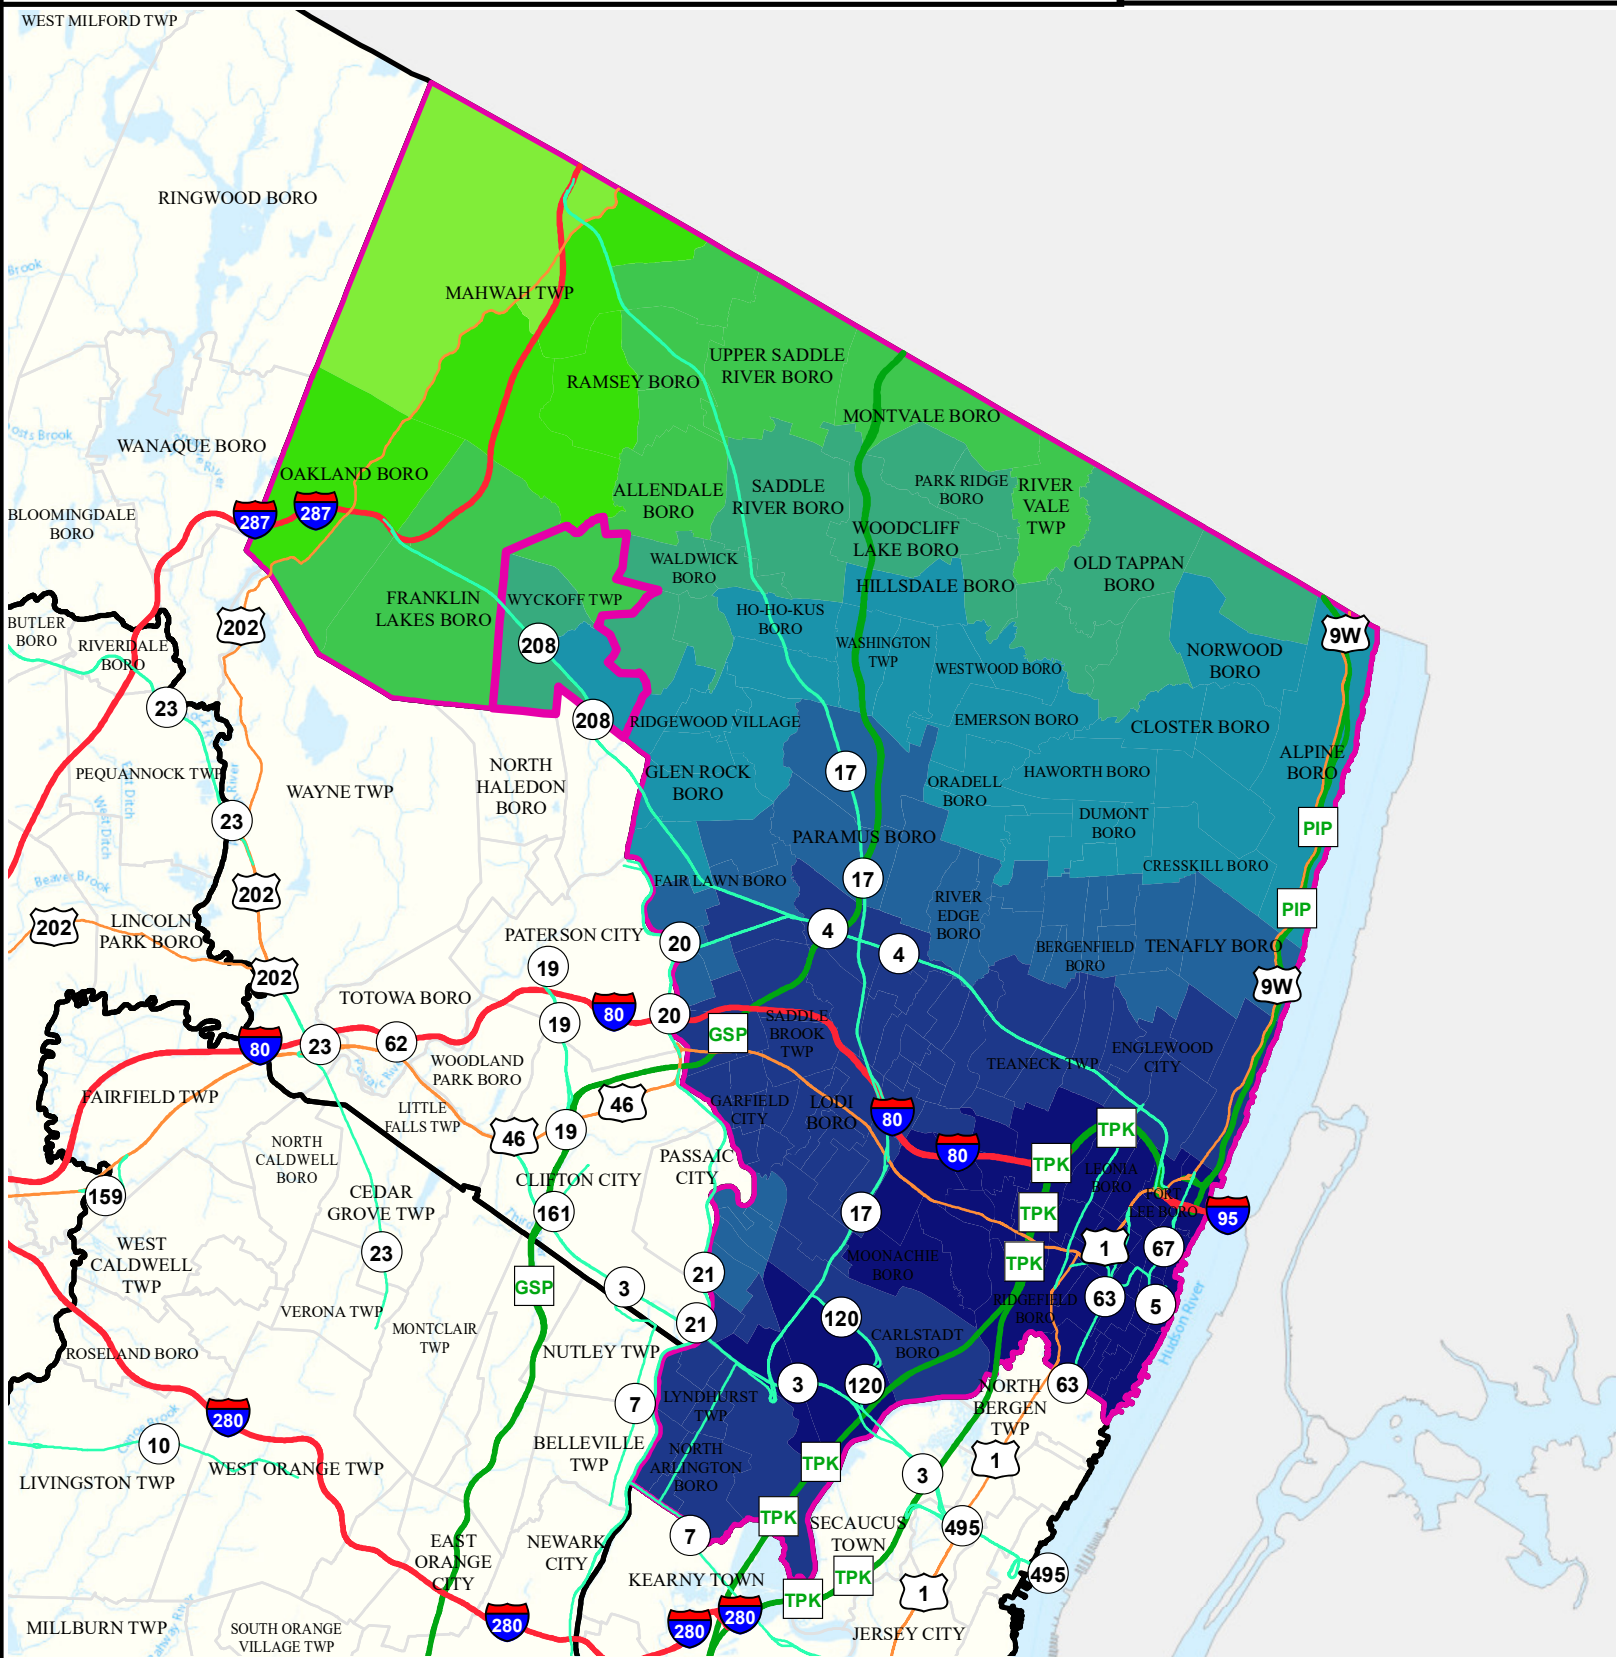 WEST MILFORD TWP
RINGWOOD BORO
Brook
MAHWAH TWP
UPPER SADDLE
RIVER BORO
RAMSEY BORO
MONTVALE BORO
WANAQUE BORO
OAKLAND BORO
ALLENDALE
BORO
SADDLE
RIVER BORO
PARK RIDGE
BORO
RIVER
VALE
TWP
BLOOMINGDALE
BORO
287
287
WOODCLIFF
LAKE BORO
WALDWICK
BORO
HILLSDALE BORO
OLD TAPPAN
BORO
FRANKLIN
LAKES BORO
WYCKOFF TWP
HO-HO-KUS
BORO
BUTLER
BORO
RIVERDALE
BORO
202
208
WASHINGTON
TWP
WESTWOOD BORO
NORWOOD
BORO
9W
23
208
RIDGEWOOD VILLAGE
EMERSON BORO
CLOSTER BORO
PEQUANNOCK TWP
West Ditch
East Ditch
WAYNE TWP
NORTH
HALEDON
BORO
GLEN ROCK
BORO
17
ORADELL
BORO
HAWORTH BORO
ALPINE
BORO
23
DUMONT
BORO
PIP
PARAMUS BORO
Beaver Brook
202
FAIR LAWN BORO
17
CRESSKILL BORO
202
LINCOLN
PARK BORO
PATERSON CITY
20
4
4
RIVER
EDGE
BORO
PIP
BERGENFIELD
BORO
TENAFLY BORO
202
19
9W
TOTOWA BORO
80
20
19
GSP
SADDLE
BROOK
TWP
80
23
62
WOODLAND
PARK BORO
TEANECK TWP
ENGLEWOOD
CITY
FAIRFIELD TWP
LITTLE
FALLS TWP
46
GARFIELD
CITY
LODI
BORO
80
46
19
TPK
NORTH
CALDWELL
BORO
PASSAIC
CITY
80
TPK
LEONIA
BORO
CLIFTON CITY
159
CEDAR
GROVE TWP
161
17
TPK
FORT
LEE BORO
95
WEST
CALDWELL
TWP
23
MOONACHIE
BORO
1
67
TPK
GSP
3
21
VERONA TWP
RIDGEFIELD
BORO
63
5
MONTCLAIR
TWP
21
120
CARLSTADT
BORO
Hudson River
ROSELAND BORO
NUTLEY TWP
3
120
LYNDHURST
TWP
NORTH
BERGEN
TWP
63
7
280
10
BELLEVILLE
TWP
NORTH
ARLINGTON
BORO
TPK
3
1
LIVINGSTON TWP
WEST ORANGE TWP
TPK
SECAUCUS
TOWN
495
7
EAST
ORANGE
CITY
NEWARK
CITY
KEARNY TOWN
TPK
TPK
1
495
MILLBURN TWP
SOUTH ORANGE
VILLAGE TWP
280
280
280
JERSEY CITY